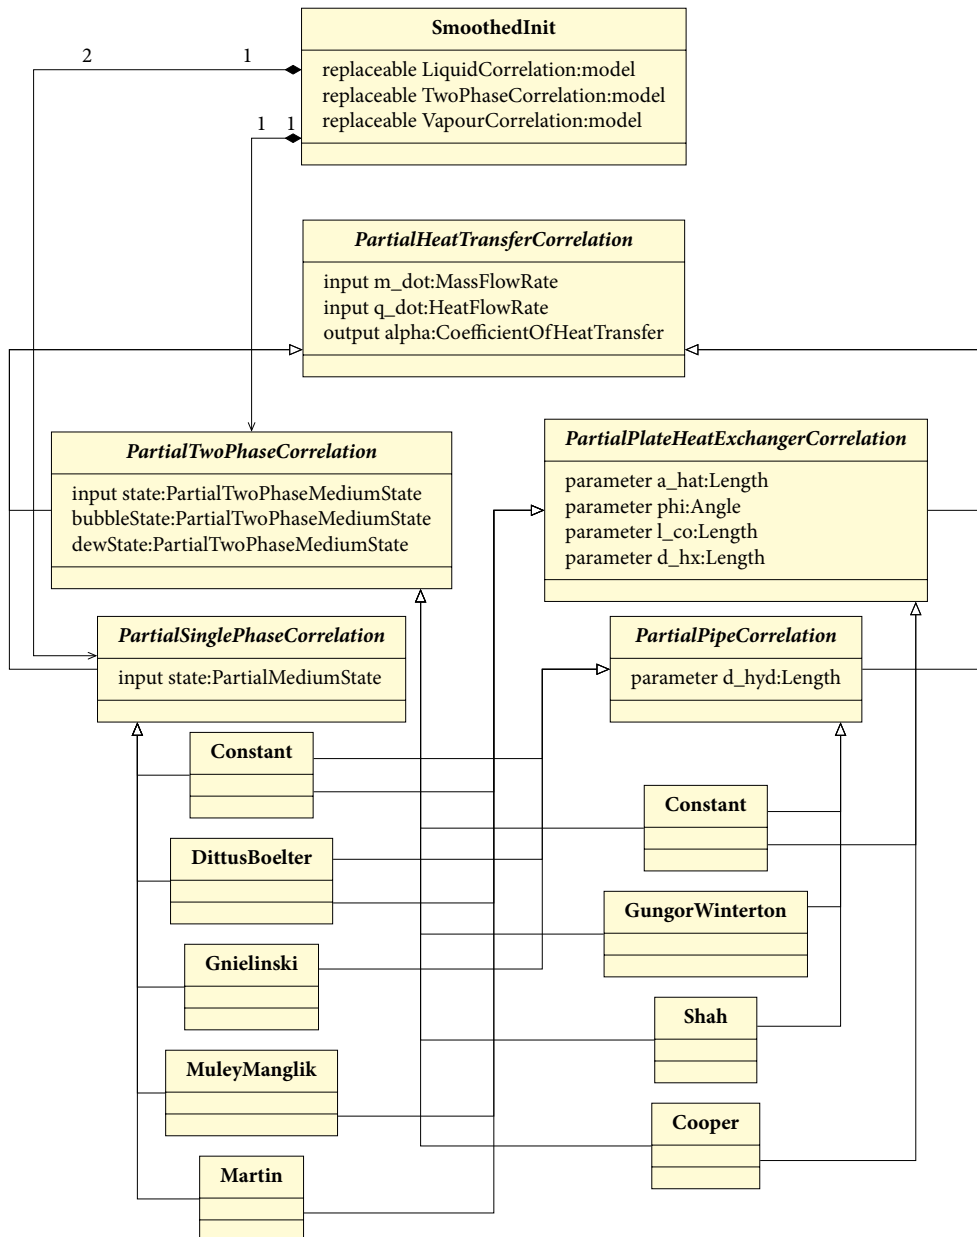 SmoothedInit
2
1
replaceable LiquidCorrelation:model
replaceable TwoPhaseCorrelation:model
replaceable VapourCorrelation:model
1
1
PartialHeatTransferCorrelation
input m_dot:MassFlowRate
input q_dot:HeatFlowRate
output alpha:CoefficientOfHeatTransfer
PartialTwoPhaseCorrelation
input state:PartialTwoPhaseMediumState
bubbleState:PartialTwoPhaseMediumState
dewState:PartialTwoPhaseMediumState
PartialPlateHeatExchangerCorrelation
parameter a_hat:Length
parameter phi:Angle
parameter l_co:Length
parameter d_hx:Length
PartialSinglePhaseCorrelation
input state:PartialMediumState
PartialPipeCorrelation
parameter d_hyd:Length
Constant
DittusBoelter
Gnielinski
MuleyManglik
Martin
Constant
GungorWinterton
Shah
Cooper